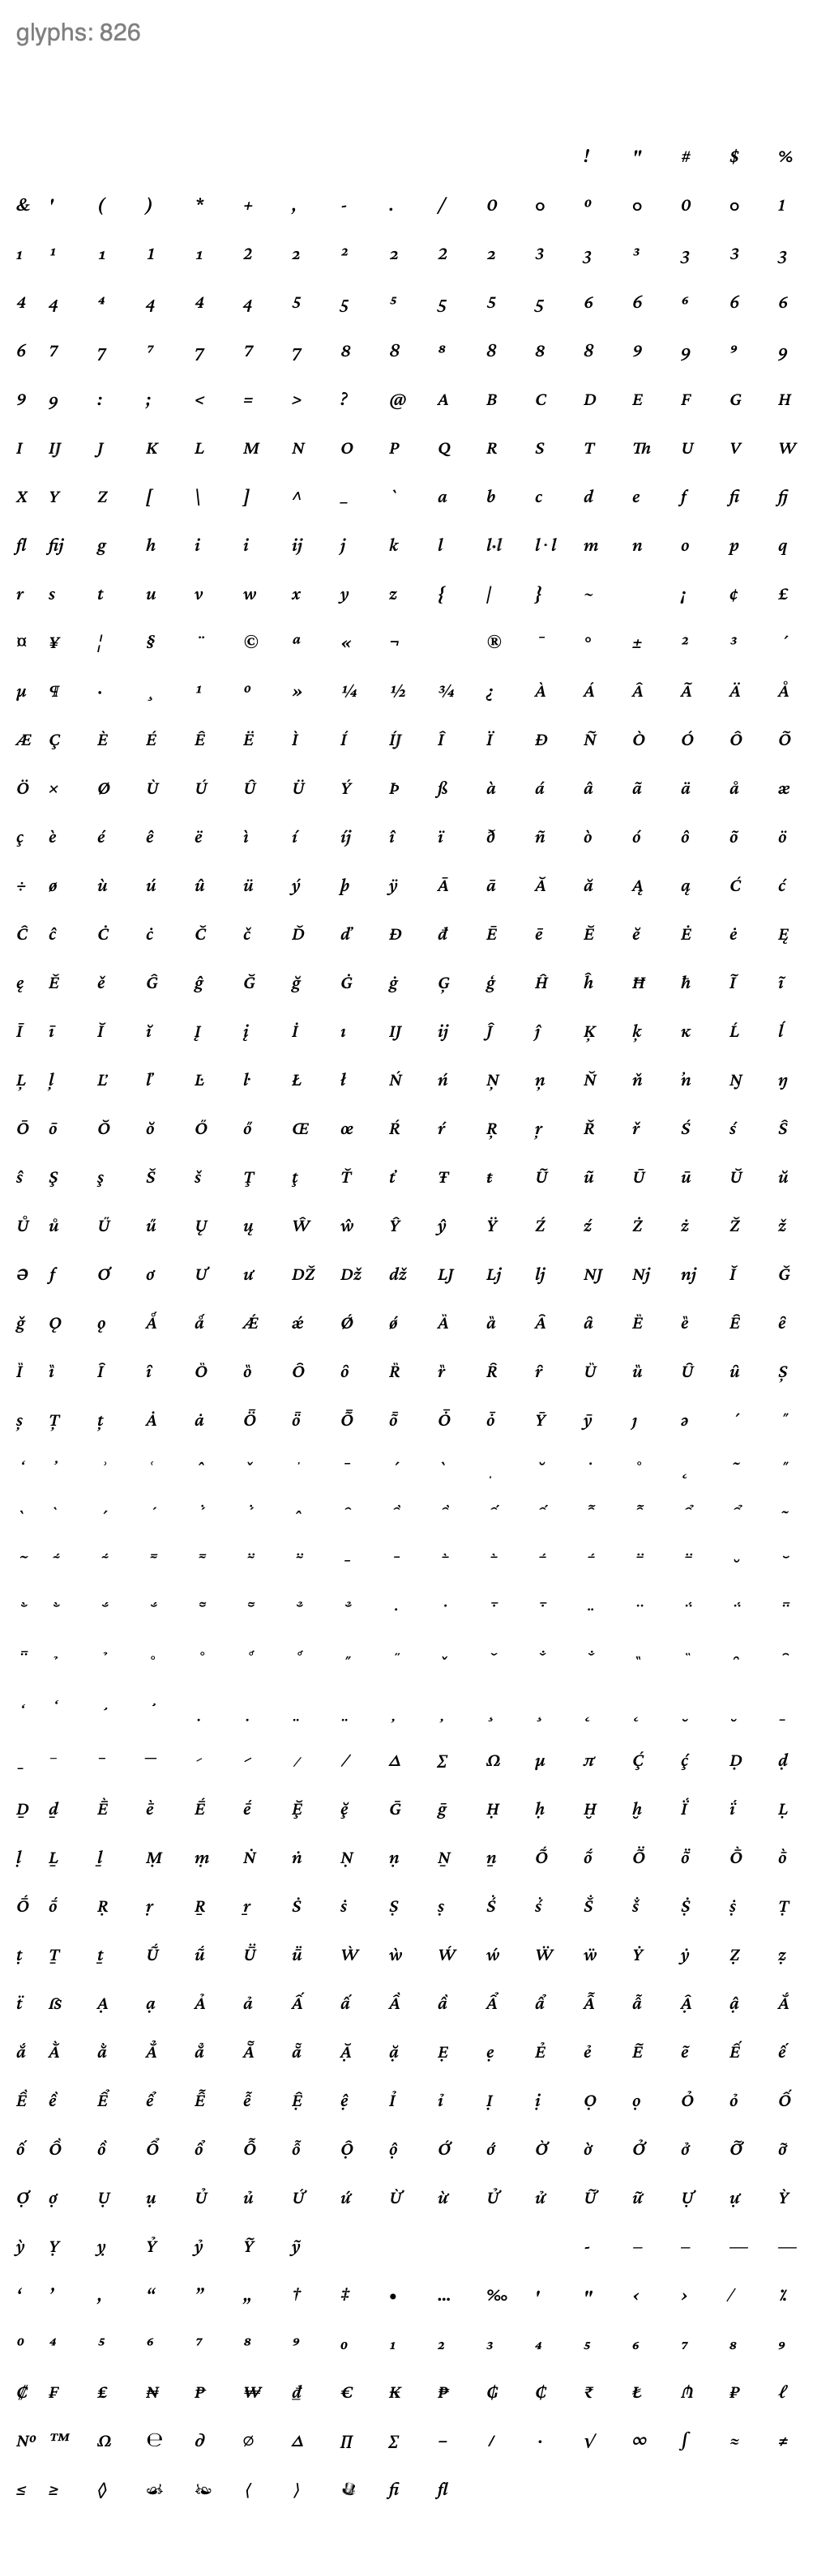 glyphs: 826
! " # $ %
& ' ( ) * + , - . / 0 o º o 0 o 1
1 ¹ 1 1 1 2 2 ² 2 2 2 3 3 ³ 3 3 3
4 4 ⁴ 4 4 4 5 5 ⁵ 5 5 5 6 6 ⁶ 6 6
6 7 7 ⁷ 7 7 7 8 8 ⁸ 8 8 8 9 9 ⁹ 9
9 9 : ; < = > ? @ A B C D E F G H
I IJ J K L M N O P Q R S T Th U V W
X Y Z [ \ ] ^ _ ` a b c d e f fi fj
fl fij g h i i ij j k l l·l l·l m n o p q
r s t u v w x y z { | } ~ ¡ ¢ £
¤ ¥ ¦ § ¨ © ª « ¬ ® ¯ ° ± ² ³ ´
µ ¶ · ¸ ¹ º » ¼ ½ ¾ ¿ À Á Â Ã Ä Å
Æ Ç È É Ê Ë Ì Í ÍJ Î Ï Ð Ñ Ò Ó Ô Õ
Ö × Ø Ù Ú Û Ü Ý Þ ß à á â ã ä å æ
ç è é ê ë ì í íj î ï ð ñ ò ó ô õ ö
÷ ø ù ú û ü ý þ ÿ Ā ā Ă ă Ą ą Ć ć
Ĉ ĉ Ċ ċ Č č Ď ď Đ đ Ē ē Ĕ ĕ Ė ė Ę
ę Ě ě Ĝ ĝ Ğ ğ Ġ ġ Ģ ģ Ĥ ĥ Ħ ħ Ĩ ĩ
Ī ī Ĭ ĭ Į į İ ı IJ ij Ĵ ĵ Ķ ķ ĸ Ĺ ĺ
Ļ ļ Ľ ľ Ŀ ŀ Ł ł Ń ń Ņ ņ Ň ň ŉ Ŋ ŋ
Ō ō Ŏ ŏ Ő ő Œ œ Ŕ ŕ Ŗ ŗ Ř ř Ś ś Ŝ
ŝ Ş ş Š š Ţ ţ Ť ť Ŧ ŧ Ũ ũ Ū ū Ŭ ŭ
Ů ů Ű ű Ų ų Ŵ ŵ Ŷ ŷ Ÿ Ź ź Ż ż Ž ž
Ə f Ơ ơ Ư ư DŽ Dž dž LJ Lj lj NJ Nj nj Ĭ Ğ
ğ Ǫ ǫ Ǻ ǻ Ǽ ǽ Ǿ ǿ Ȁ ȁ Ȃ ȃ Ȅ ȅ Ȇ ȇ
Ȉ ȉ Ȋ ȋ Ȍ ȍ Ȏ ȏ Ȑ ȑ Ȓ ȓ Ȕ ȕ Ȗ ȗ Ș
ș Ț ț Ȧ ȧ Ȫ ȫ Ȭ ȭ Ȱ ȱ Ȳ ȳ ȷ ə ʹ ʺ
Δ Σ Ω μ π Ḉ ḉ Ḍ ḍ
Ḏ ḏ Ḕ ḕ Ḗ ḗ Ḝ ḝ Ḡ ḡ Ḥ ḥ Ḫ ḫ Ḯ ḯ Ḷ
ḷ Ḻ ḻ Ṃ ṃ Ṅ ṅ Ṇ ṇ Ṉ ṉ Ṍ ṍ Ṏ ṏ Ṑ ṑ
Ṓ ṓ Ṛ ṛ Ṟ ṟ Ṡ ṡ Ṣ ṣ Ṥ ṥ Ṧ ṧ Ṩ ṩ Ṭ
ṭ Ṯ ṯ Ṹ ṹ Ṻ ṻ Ẁ ẁ Ẃ ẃ Ẅ ẅ Ẏ ẏ Ẓ ẓ
ẗ ẞ Ạ ạ Ả ả Ấ ấ Ầ ầ Ẩ ẩ Ẫ ẫ Ậ ậ Ắ
ắ Ằ ằ Ẳ ẳ Ẵ ẵ Ặ ặ Ẹ ẹ Ẻ ẻ Ẽ ẽ Ế ế
Ề ề Ể ể Ễ ễ Ệ ệ Ỉ ỉ Ị ị Ọ ọ Ỏ ỏ Ố
ố Ồ ồ Ổ ổ Ỗ ỗ Ộ ộ Ớ ớ Ờ ờ Ở ở Ỡ ỡ
Ợ ợ Ụ ụ Ủ ủ Ứ ứ Ừ ừ Ử ử Ữ ữ Ự ự Ỳ
ỳ Ỵ ỵ Ỷ ỷ Ỹ ỹ - – – — —
‘ ’ ‚ “ ” „ † ‡ • … ‰ ′ ″ ‹ › ⁄ ⁒
⁰ ⁴ ⁵ ⁶ ⁷ ⁸ ⁹ ₀ ₁ ₂ ₃ ₄ ₅ ₆ ₇ ₈ ₉
₡ ₣ ₤ ₦ ₧ ₩ ₫ € ₭ ₱ ₲ ₵ ₹ ₺ ₼ ₽ ℓ
№ ™ Ω ℮ ∂ ∅ ∆ ∏ ∑ − ∕ ∙ √ ∞ ∫ ≈ ≠
≤ ≥ ◊ ☙ ❧ ⟨ ⟩ fi fl